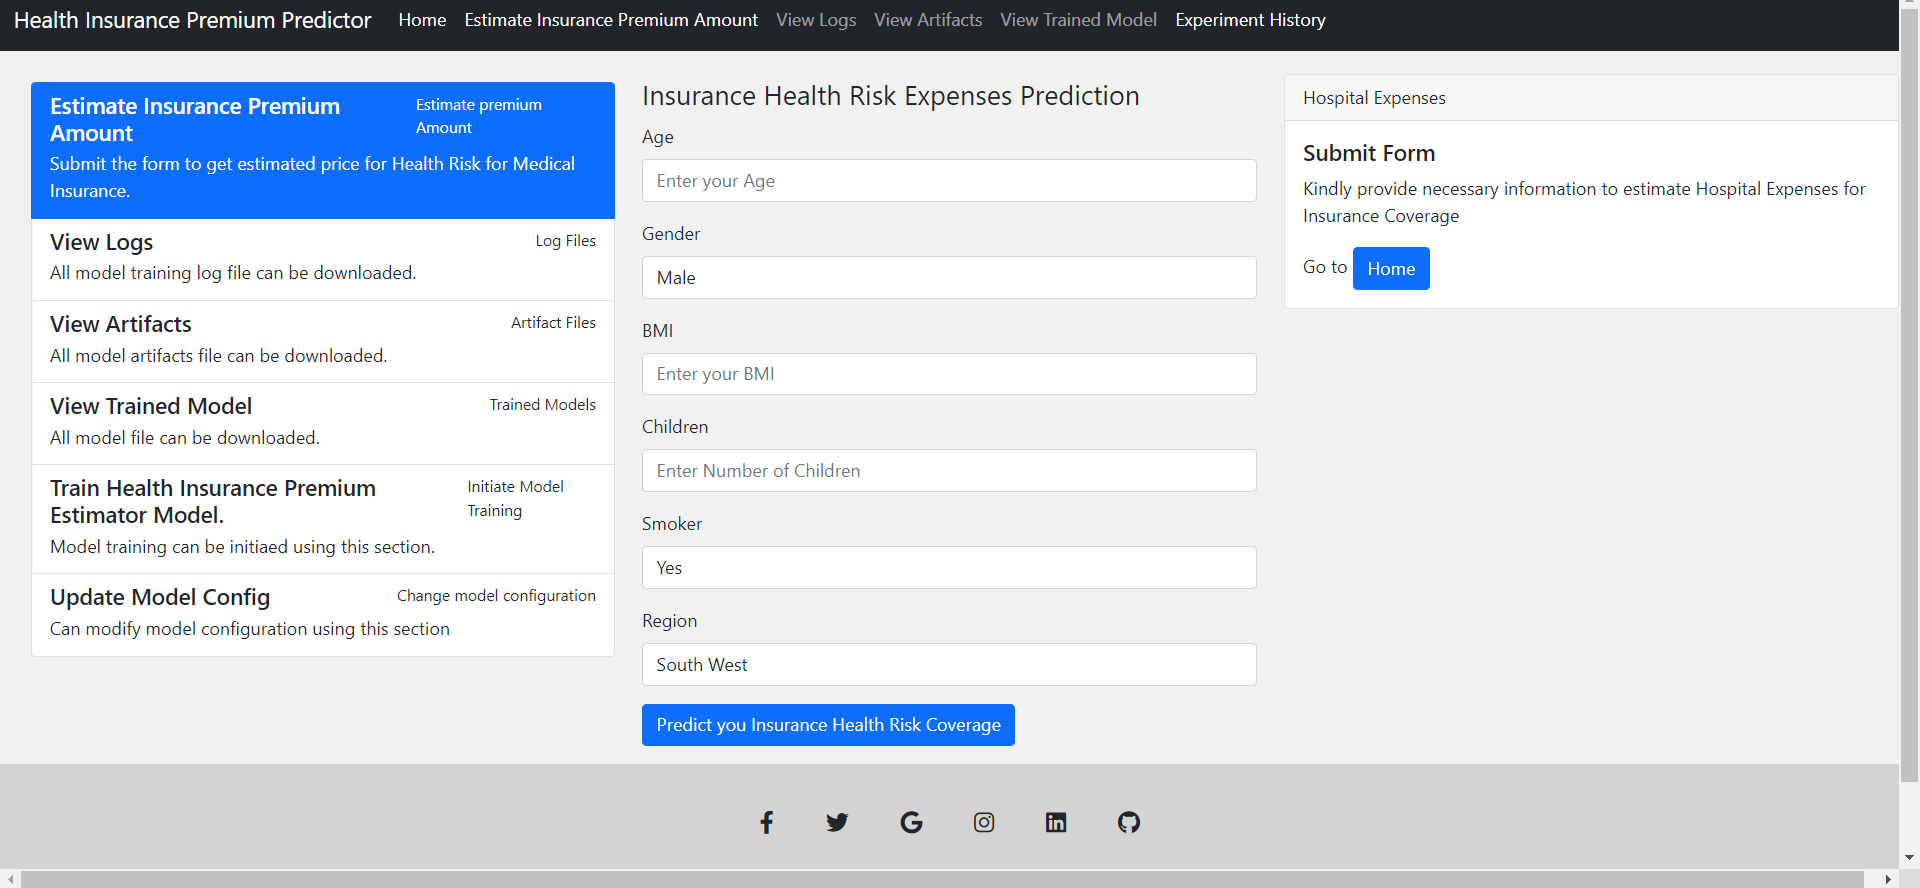 Health Insurance Premium Predictor Home Estimate Insurance Premium Amount View Logs View Artifacts View Trained Model Experiment History
Estimate Insurance Premium
Amount
Estimate premium
Amount
Submit the form to get estimated price for Health Risk for Medical
Insurance.
View Logs
Log Files
All model training log file can be downloaded.
View Artifacts
Artifact Files
All model artifacts file can be downloaded.
View Trained Model
Trained Models
All model file can be downloaded.
Train Health Insurance Premium
Estimator Model.
Initiate Model
Training
Model training can be initiaed using this section.
Update Model Config
Change model configuration
Can modify model configuration using this section
Insurance Health Risk Expenses Prediction
Age
Enter your Age
Gender
Male
BMI
Enter your BMI
Children
Enter Number of Children
Smoker
Yes
Region
South West
Predict you Insurance Health Risk Coverage
Hospital Expenses
Submit Form
Kindly provide necessary information to estimate Hospital Expenses for
Insurance Coverage
Go to Home